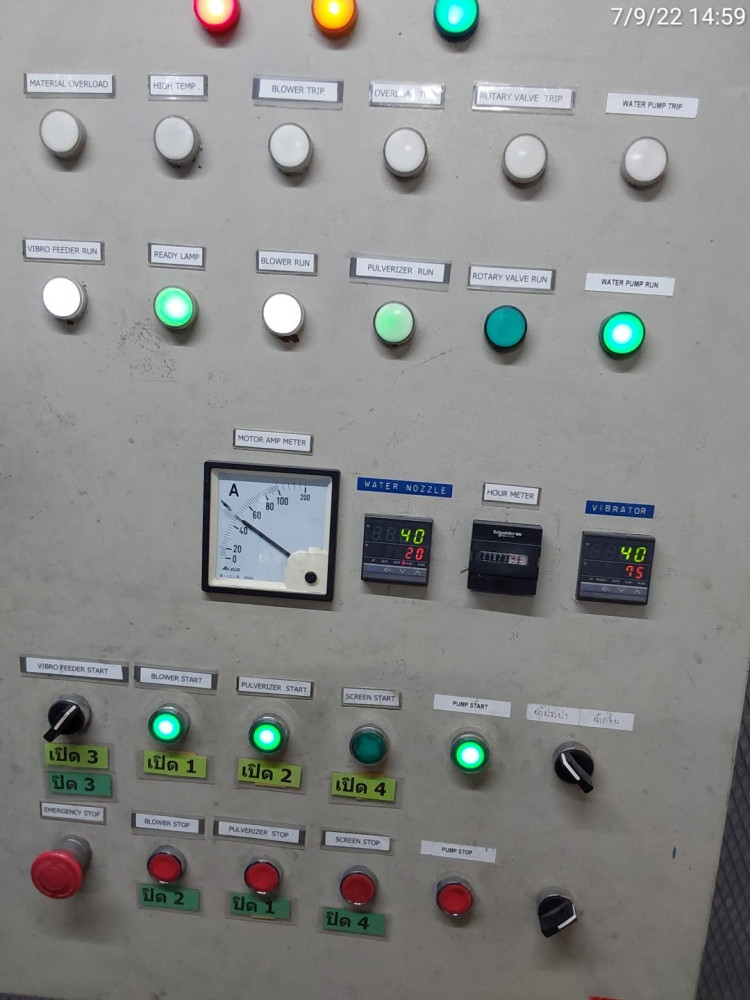 7/9/22 14:59
MATERIAL OVERLOAD
HIGH TEMP.
BLOWER TRIP
ROTARY VALVE TRIP
WATER PUMP TRIP
VIBRO FEEDER RUN
READY LAMP
BLOWER RUN
PULVERIZER RUN
ROTARY VALVE RUN
WATER PUMP RUN
MOTOR AMP METER
WATER NOZZLE
HOUR METER
VIBRATOR
A
0
20
40
60
80
100
200
40
20
Schneider
40
75
VIBRO FEEDER START
BLOWER START
PULVERIZER START
SCREEN START
PUMP START
เปิด 3
เปิด 1
เปิด 2
เปิด 4
ปิด 3
EMERGENCY STOP
BLOWER STOP
PULVERIZER STOP
SCREEN STOP
PUMP STOP
ปิด 2
ปิด 1
ปิด 4